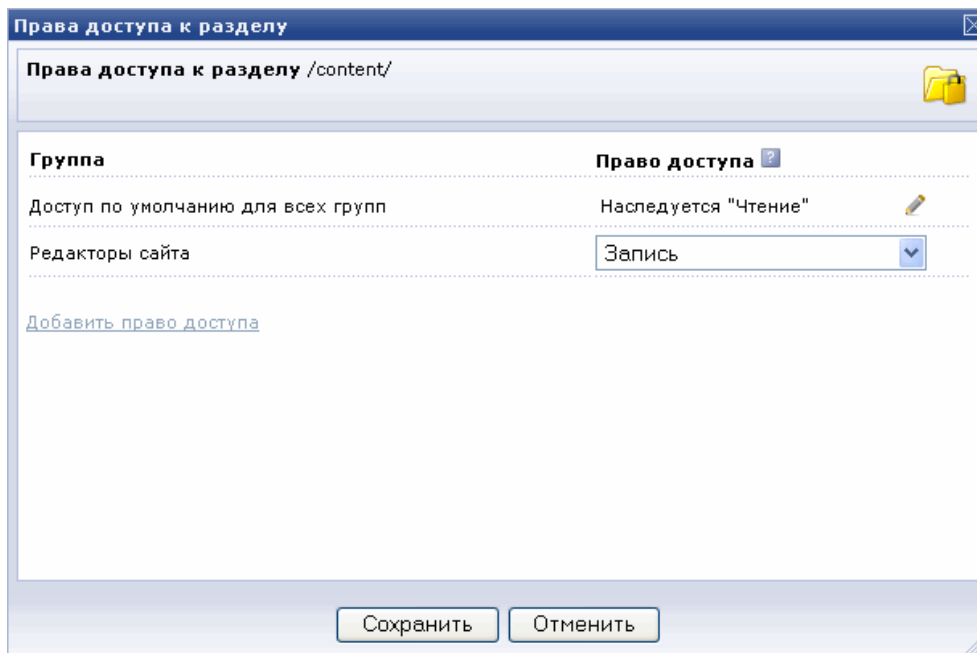 Права доступа к разделу
Права доступа к разделу /content/
Группа Право доступа ?
Доступ по умолчанию для всех групп Наследуется "Чтение"
Редакторы сайта Запись
Добавить право доступа
Сохранить Отменить